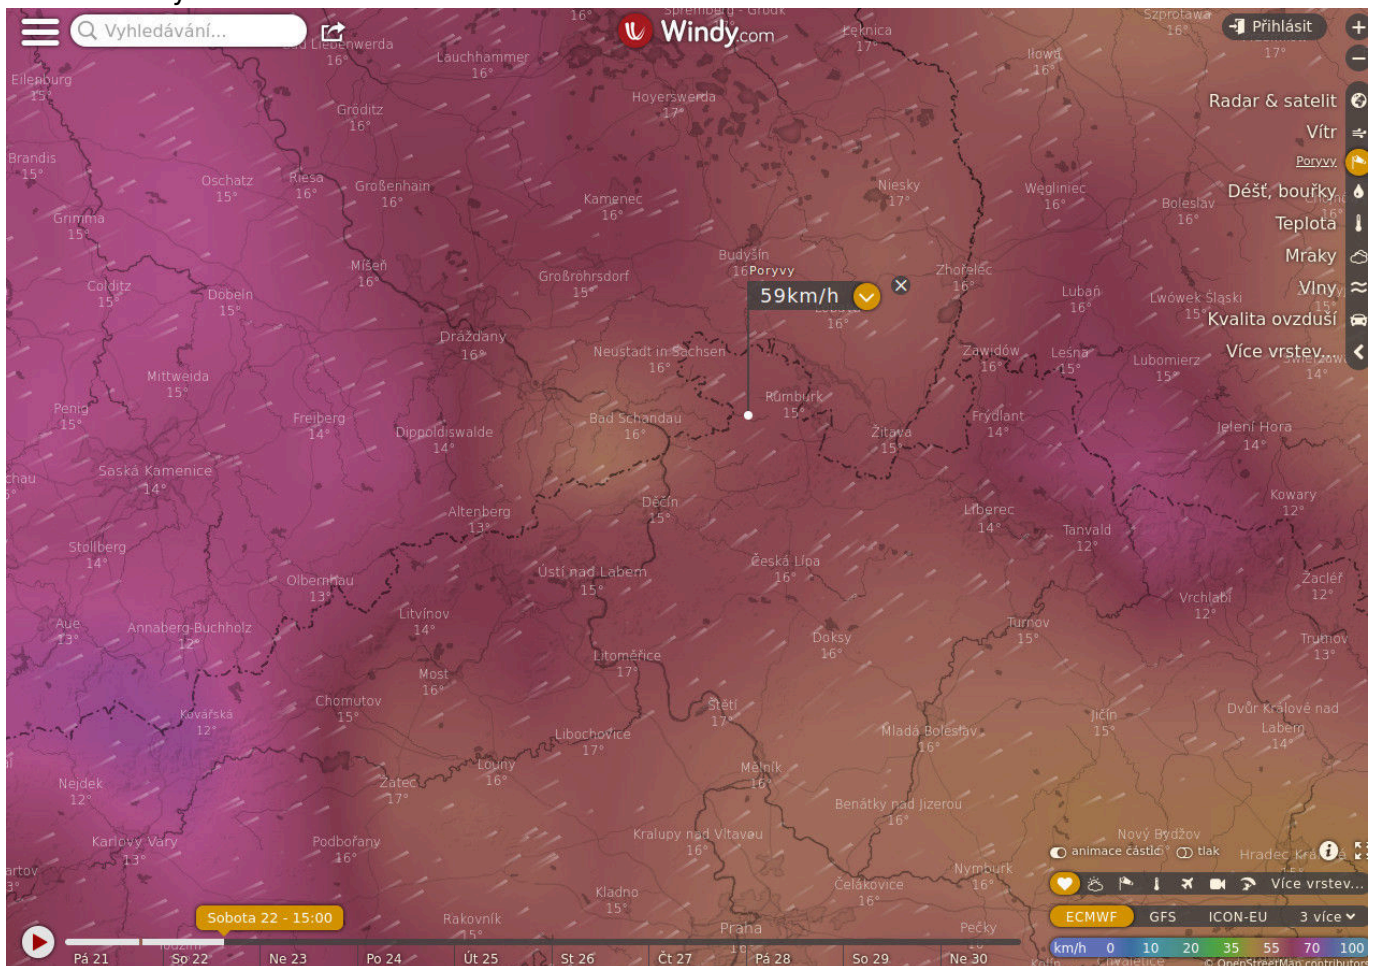 Vyhledávání...
Windy.com
Přihlásit
Radar & satelit
Vítr
Poryvy
Déšť, bouřky
Teplota
Mraky
Vlny
Kvalita ovzduší
Více vrstev...
Poryvy
59km/h
Lauchhammer
16°
Łęknica
17°
Szprotawa
16°
Iłowa
16°
Eilenburg
15°
Gröditz
16°
Hoyerswerda
17°
Brandis
15°
Oschatz
15°
Riesa
16°
Großenhain
16°
Kamenec
16°
Niesky
17°
Węgliniec
16°
Boleslav
16°
Grimma
15°
Míšeň
16°
Großröhrsdorf
15°
Budyšín
Zhořelec
16°
Colditz
15°
Döbeln
15°
Lubań
16°
Lwówek Śląski
15°
Drážďany
16°
Neustadt in Sachsen
16°
Zawidów
16°
Leśna
15°
Lubomierz
15°
Mittweida
15°
Penig
15°
Freiberg
14°
Dippoldiswalde
14°
Bad Schandau
16°
Rumburk
15°
Žitava
15°
Frýdlant
14°
Jelení Hora
14°
Saská Kamenice
14°
Altenberg
13°
Děčín
15°
Liberec
14°
Tanvald
12°
Kowary
12°
Stollberg
14°
Olbernhau
13°
Ústí nad Labem
15°
Česká Lípa
16°
Žacléř
12°
Vrchlabí
12°
Aue
13°
Annaberg-Buchholz
12°
Litvínov
14°
Doksy
16°
Turnov
15°
Trutnov
13°
Litoměřice
17°
Most
16°
Chomutov
15°
Kovářská
12°
Štětí
17°
Libochovice
17°
Mladá Boleslav
16°
Jičín
15°
Dvůr Králové nad
Labem
14°
Nejdek
12°
Žatec
17°
Louny
16°
Mělník
16°
Benátky nad Jizerou
16°
Karlovy Vary
13°
Podbořany
16°
Kralupy nad Vltavou
16°
Nový Bydžov
animace částic
tlak
Kladno
15°
Čelákovice
16°
Nymburk
16°
Více vrstev...
Sobota 22 - 15:00
Rakovník
15°
Praha
Pečky
ECMWF GFS ICON-EU 3 více
km/h 0 10 20 35 55 70 100
Pá 21 So 22 Ne 23 Po 24 Út 25 St 26 Čt 27 Pá 28 So 29 Ne 30
© OpenStreetMap contributors